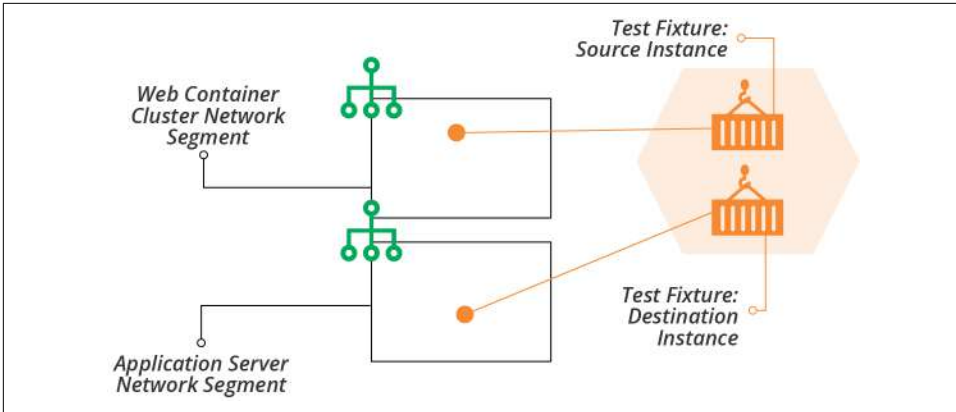 Test Fixture:
Source Instance
Web Container
Cluster Network
Segment
Test Fixture:
Destination
Instance
Application Server
Network Segment